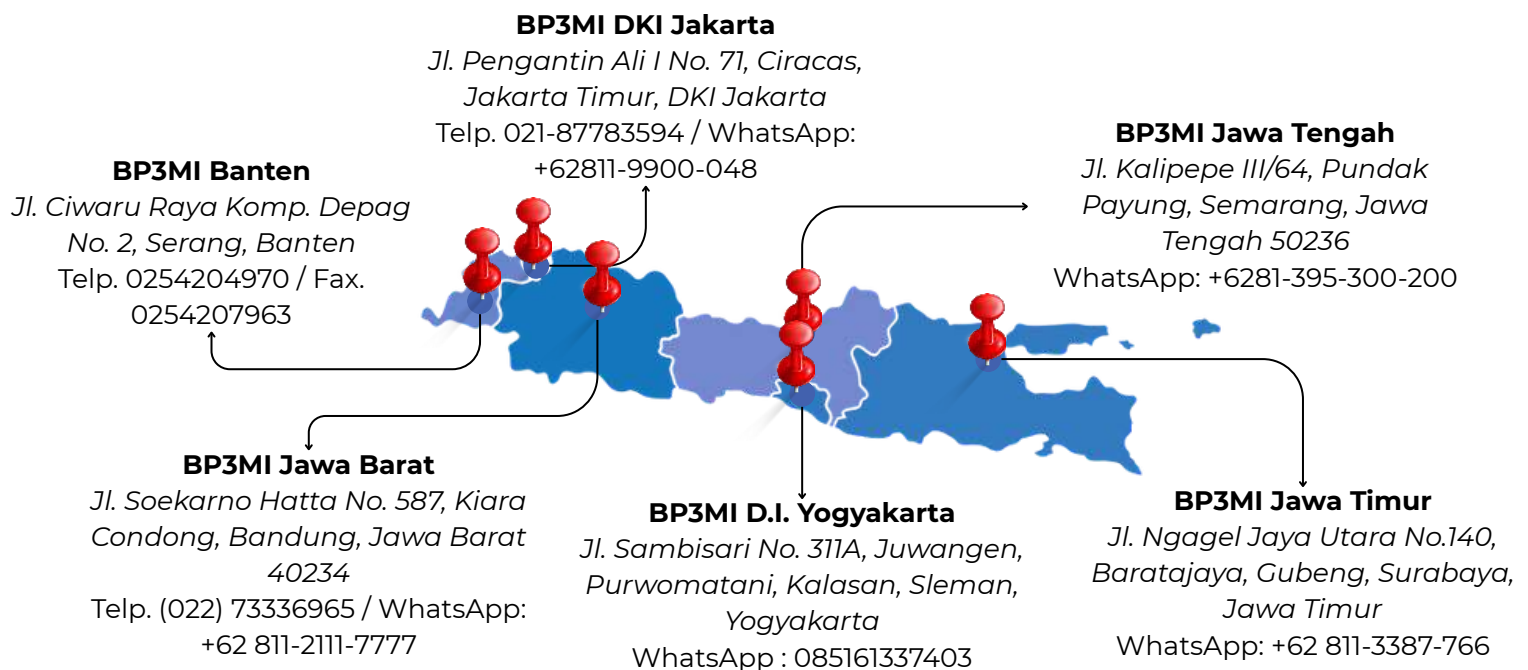 BP3MI DKI Jakarta
Jl. Pengantin Ali I No. 71, Ciracas,
Jakarta Timur, DKI Jakarta
Telp. 021-87783594 / WhatsApp:
+62811-9900-048
BP3MI Jawa Tengah
Jl. Kalipepe III/64, Pundak
Payung, Semarang, Jawa
Tengah 50236
WhatsApp: +6281-395-300-200
BP3MI Banten
Jl. Ciwaru Raya Komp. Depag
No. 2, Serang, Banten
Telp. 0254204970 / Fax.
0254207963
BP3MI Jawa Barat
Jl. Soekarno Hatta No. 587, Kiara
Condong, Bandung, Jawa Barat
40234
Telp. (022) 73336965 / WhatsApp:
+62 811-2111-7777
BP3MI D.I. Yogyakarta
Jl. Sambisari No. 311A, Juwangen,
Purwomatani, Kalasan, Sleman,
Yogyakarta
WhatsApp : 085161337403
BP3MI Jawa Timur
Jl. Ngagel Jaya Utara No.140,
Baratajaya, Gubeng, Surabaya,
Jawa Timur
WhatsApp: +62 811-3387-766